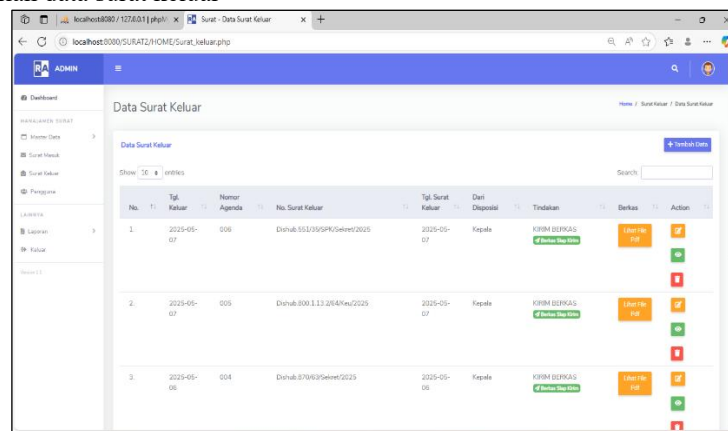 localhost:8080 / 127.0.0.1 | phpM
Surat - Data Surat Keluar
localhost:8080/SURAT2/HOME/Surat_keluar.php
RA ADMIN
Dashboard
MANAJEMEN SURAT
Master Data
Surat Masuk
Surat Keluar
Pengguna
LAINNYA
Laporan
Keluar
Data Surat Keluar
Home / Surat Keluar / Data Surat Keluar
Data Surat Keluar
+ Tambah Data
Show 10 entries
Search:
No. Tgl. Keluar Nomor Agenda No. Surat Keluar Tgl. Surat Keluar Dari Disposisi Tindakan Berkas Action
1. 2025-05-07 006 Dishub.551/35/SPK/Sekret/2025 2025-05-07 Kepala KIRIM BERKAS Lihat File Pdf
Berkas Siap Kirim
2. 2025-05-07 005 Dishub.800.1.13.2/64/Keu/2025 2025-05-07 Kepala KIRIM BERKAS Lihat File Pdf
Berkas Siap Kirim
3. 2025-05-06 004 Dishub.870/63/Sekret/2025 2025-05-06 Kepala KIRIM BERKAS Lihat File Pdf
Berkas Siap Kirim